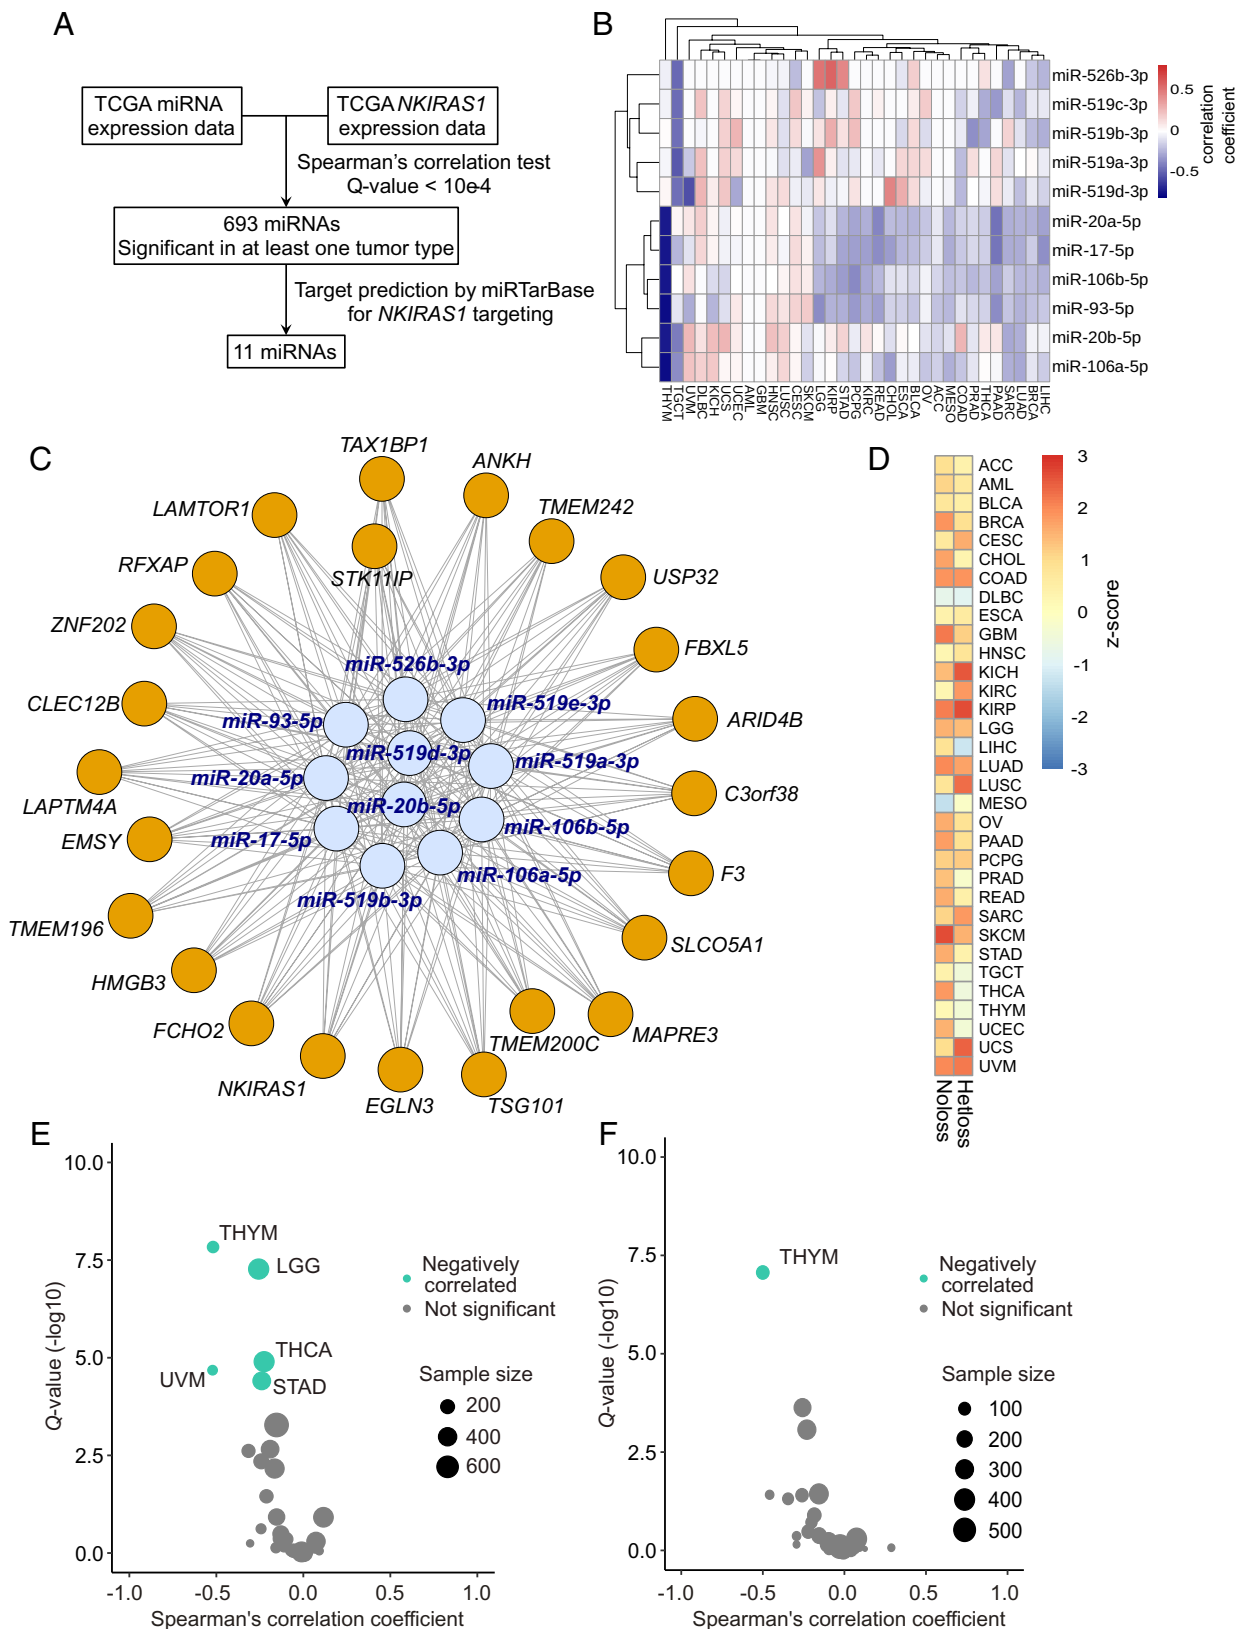 A
TCGA miRNA
expression data
TCGA NKIRAS1
expression data
Spearman's correlation test
Q-value < 10e-4
693 miRNAs
Significant in at least one tumor type
Target prediction by miRTarBase
for NKIRAS1 targeting
11 miRNAs
B
miR-526b-3p
miR-519c-3p
miR-519b-3p
miR-519a-3p
miR-519d-3p
miR-20a-5p
miR-17-5p
miR-106b-5p
miR-93-5p
miR-20b-5p
miR-106a-5p
THYM
TGCT
UVM
DLBC
KICH
UCS
UCEC
AML
GBM
HNSC
LUSC
CESC
SKCM
LGG
KIRP
STAD
PCPG
KIRC
READ
CHOL
ESCA
BLCA
OV
ACC
MESO
COAD
PRAD
THCA
PAAD
SARC
LUAD
BRCA
LIHC
0.5
0
-0.5
correlation
coefficient
C
TAX1BP1
ANKH
LAMTOR1
TMEM242
RFXAP
STK11IP
USP32
ZNF202
FBXL5
miR-526b-3p
CLEC12B
miR-519e-3p
miR-93-5p
ARID4B
miR-519d-3p
miR-519a-3p
miR-20a-5p
LAPTM4A
C3orf38
miR-20b-5p
miR-106b-5p
EMSY
miR-17-5p
miR-106a-5p
F3
miR-519b-3p
TMEM196
SLCO5A1
HMGB3
FCHO2
TMEM200C
MAPRE3
NKIRAS1
EGLN3
TSG101
D
ACC
AML
BLCA
BRCA
CESC
CHOL
COAD
DLBC
ESCA
GBM
HNSC
KICH
KIRC
KIRP
LGG
LIHC
LUAD
LUSC
MESO
OV
PAAD
PCPG
PRAD
READ
SARC
SKCM
STAD
TGCT
THCA
THYM
UCEC
UCS
UVM
Noloss
Hetloss
3
2
1
0
-1
-2
-3
z-score
E
10.0
7.5
5.0
2.5
0.0
Q-value (-log10)
THYM
LGG
THCA
UVM
STAD
Negatively
correlated
Not significant
Sample size
200
400
600
-1.0
-0.5
0.0
0.5
1.0
Spearman's correlation coefficient
F
10.0
7.5
5.0
2.5
0.0
Q-value (-log10)
THYM
Negatively
correlated
Not significant
Sample size
100
200
300
400
500
-1.0
-0.5
0.0
0.5
1.0
Spearman's correlation coefficient